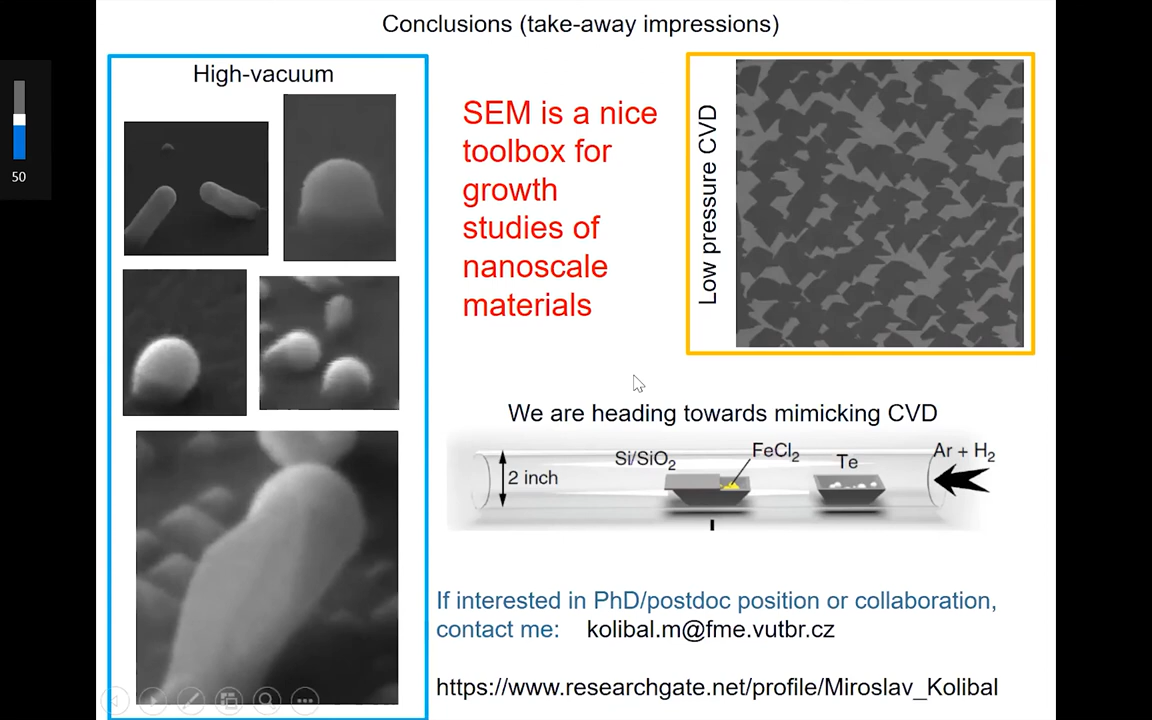 Conclusions (take-away impressions)
High-vacuum
SEM is a nice
toolbox for
growth
studies of
nanoscale
materials
Low pressure CVD
50
We are heading towards mimicking CVD
Si/SiO₂
FeCl₂
Te
Ar + H₂
2 inch
If interested in PhD/postdoc position or collaboration,
contact me: kolibal.m@fme.vutbr.cz
https://www.researchgate.net/profile/Miroslav_Kolibal